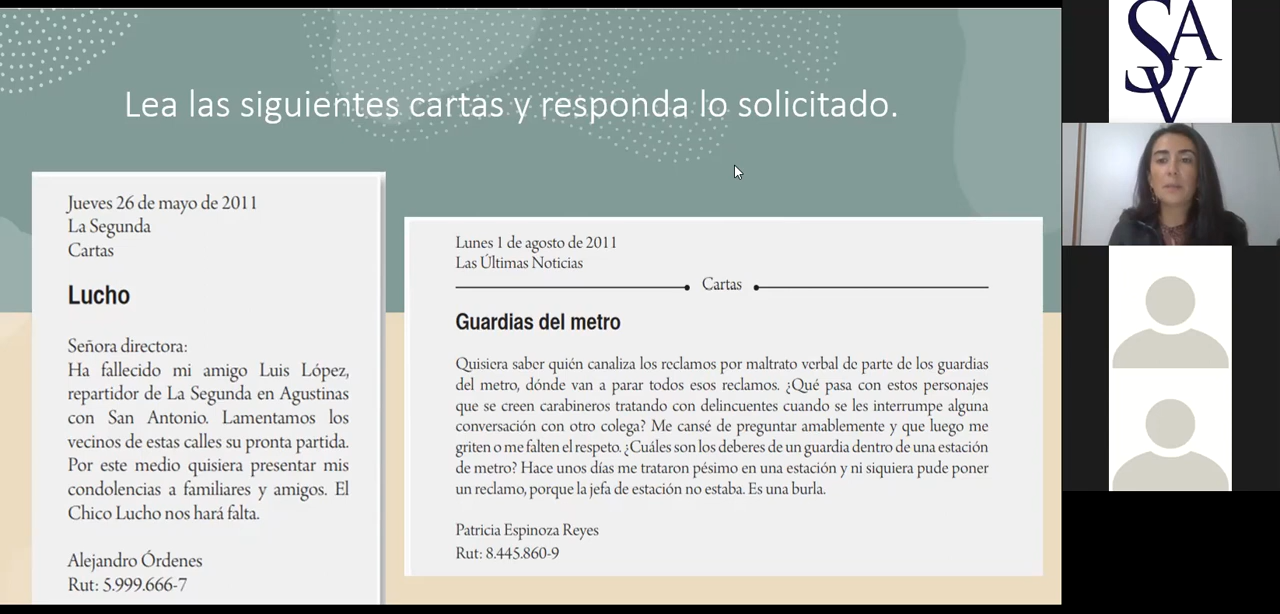 Lea las siguientes cartas y responda lo solicitado.
Jueves 26 de mayo de 2011
La Segunda
Cartas
Lucho
Señora directora:
Ha fallecido mi amigo Luis López,
repartidor de La Segunda en Agustinas
con San Antonio. Lamentamos los
vecinos de estas calles su pronta partida.
Por este medio quisiera presentar mis
condolencias a familiares y amigos. El
Chico Lucho nos hará falta.
Alejandro Órdenes
Rut: 5.999.666-7
Lunes 1 de agosto de 2011
Las Últimas Noticias
Cartas
Guardias del metro
Quisiera saber quién canaliza los reclamos por maltrato verbal de parte de los guardias
del metro, dónde van a parar todos esos reclamos. ¿Qué pasa con estos personajes
que se creen carabineros tratando con delincuentes cuando se les interrumpe alguna
conversación con otro colega? Me cansé de preguntar amablemente y que luego me
griten o me falten el respeto. ¿Cuáles son los deberes de un guardia dentro de una estación
de metro? Hace unos días me trataron pésimo en una estación y ni siquiera pude poner
un reclamo, porque la jefa de estación no estaba. Es una burla.
Patricia Espinoza Reyes
Rut: 8.445.860-9
SAV